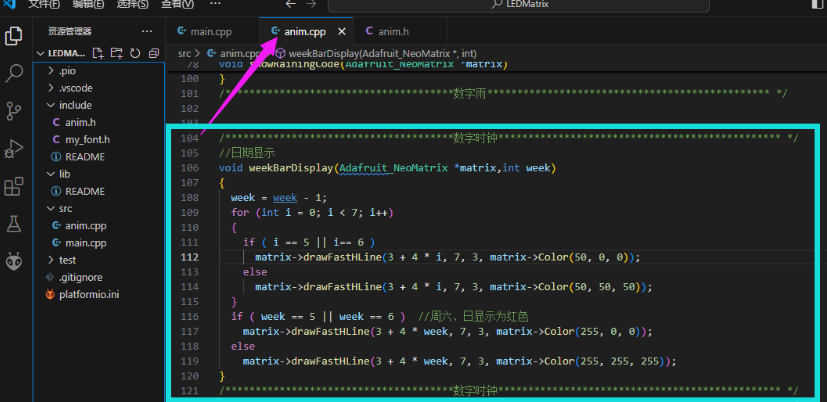 文件(F) 编辑(E) 选择(S) 查看(V) ... LEDMatrix
资源管理器 ...
main.cpp anim.cpp anim.h
LEDMA...
src > anim.cpp > weekBarDisplay(Adafruit_NeoMatrix *, int)
.pio
.vscode
include
anim.h
my_font.h
README
lib
README
src
anim.cpp
main.cpp
test
.gitignore
platformio.ini
78 void showRainingCode(Adafruit_NeoMatrix *matrix)
100 }
101 /**************************************数字雨*********************************************** */
104 /**************************************数字时钟*********************************************** */
105 //日期显示
106 void weekBarDisplay(Adafruit_NeoMatrix *matrix,int week)
107 {
108 week = week - 1;
109 for (int i = 0; i < 7; i++)
110 {
111 if ( i == 5 || i== 6 )
112 matrix->drawFastHLine(3 + 4 * i, 7, 3, matrix->Color(50, 0, 0));
113 else
114 matrix->drawFastHLine(3 + 4 * i, 7, 3, matrix->Color(50, 50, 50));
115 }
116 if ( week == 5 || week == 6 ) //周六、日显示为红色
117 matrix->drawFastHLine(3 + 4 * week, 7, 3, matrix->Color(255, 0, 0));
118 else
119 matrix->drawFastHLine(3 + 4 * week, 7, 3, matrix->Color(255, 255, 255));
120 }
121 /**************************************数字时钟*********************************************** */